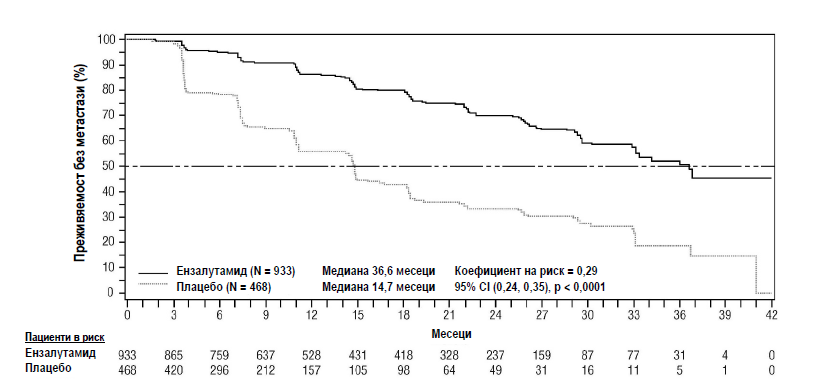 Преживяемост без метастази (%)
100
90
80
70
60
50
40
30
20
10
0
Ензалутамид (N = 933) Медиана 36,6 месеци Коефициент на риск = 0,29
Плацебо (N = 468) Медиана 14,7 месеци 95% CI (0,24, 0,35), p < 0,0001
0 3 6 9 12 15 18 21 24 27 30 33 36 39 42
Месеци
Пациенти в риск
Ензалутамид 933 865 759 637 528 431 418 328 237 159 87 77 31 4 0
Плацебо 468 420 296 212 157 105 98 64 49 31 16 11 5 1 0